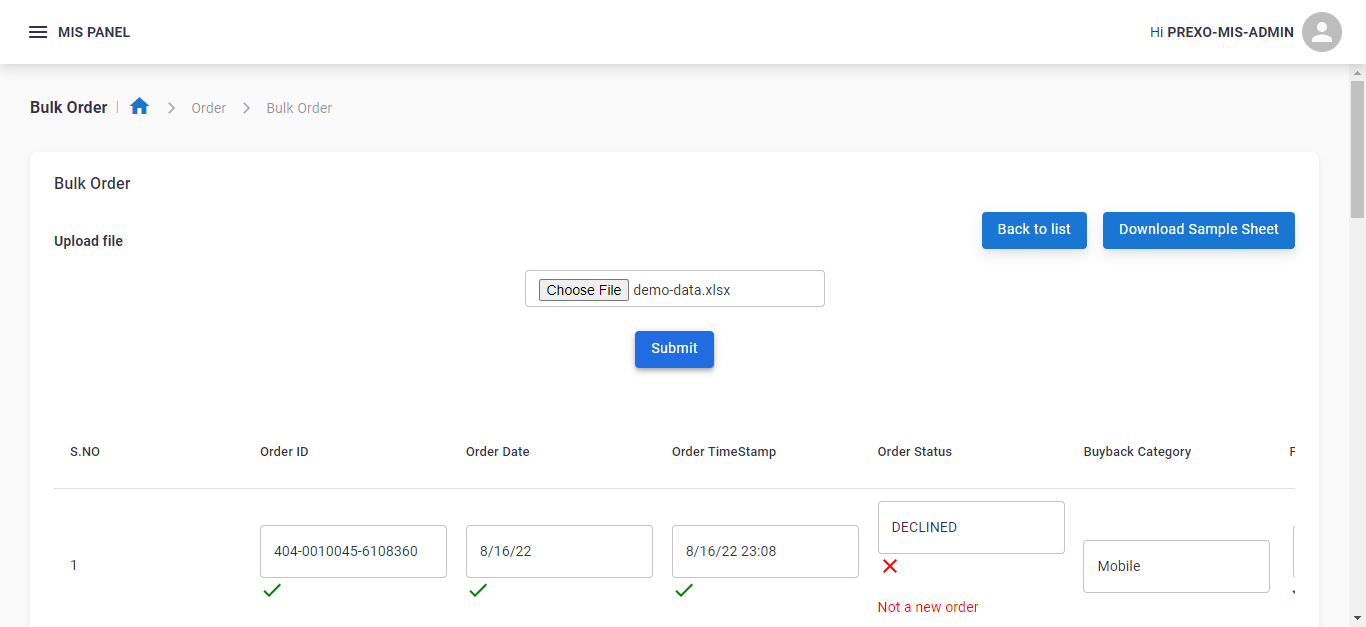 MIS PANEL
Hi PREXO-MIS-ADMIN
Bulk Order | Order Bulk Order
Bulk Order
Upload file
Back to list
Download Sample Sheet
Choose File demo-data.xlsx
Submit
S.NO Order ID Order Date Order TimeStamp Order Status Buyback Category
1 404-0010045-6108360 8/16/22 8/16/22 23:08 DECLINED Mobile
Not a new order